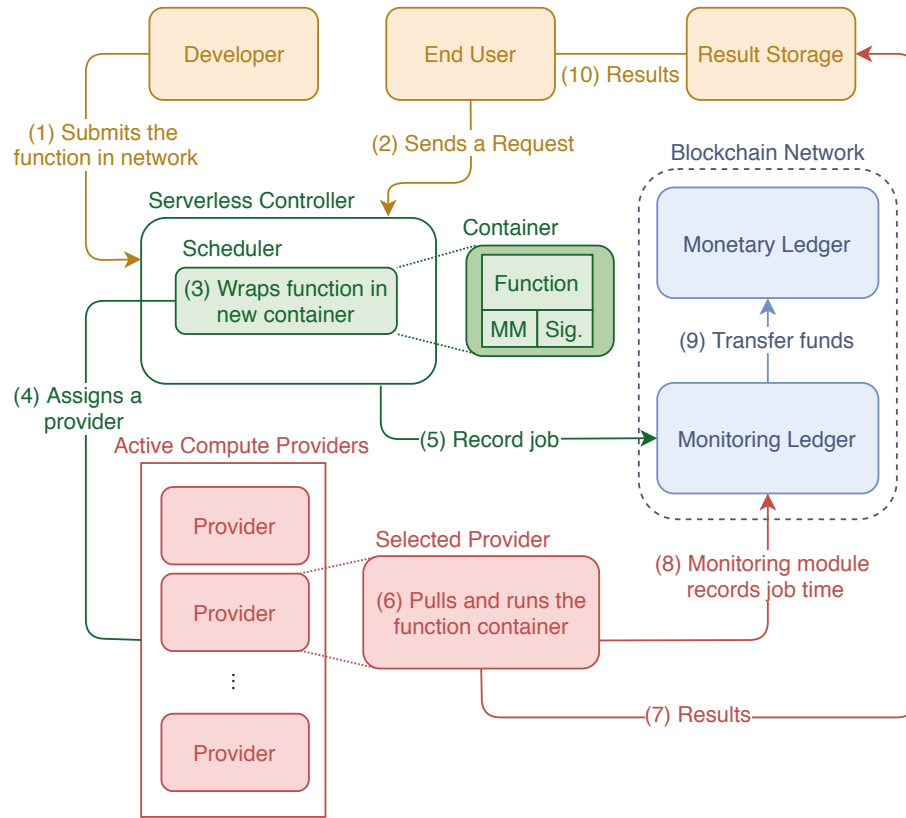 Developer
End User
Result Storage
(10) Results
(1) Submits the
function in network
(2) Sends a Request
Blockchain Network
Serverless Controller
Monetary Ledger
Scheduler
Container
(3) Wraps function in
new container
Function
MM
Sig.
(9) Transfer funds
(4) Assigns a
provider
(5) Record job
Monitoring Ledger
Active Compute Providers
Provider
Selected Provider
(8) Monitoring module
records job time
Provider
(6) Pulls and runs the
function container
...
(7) Results
Provider